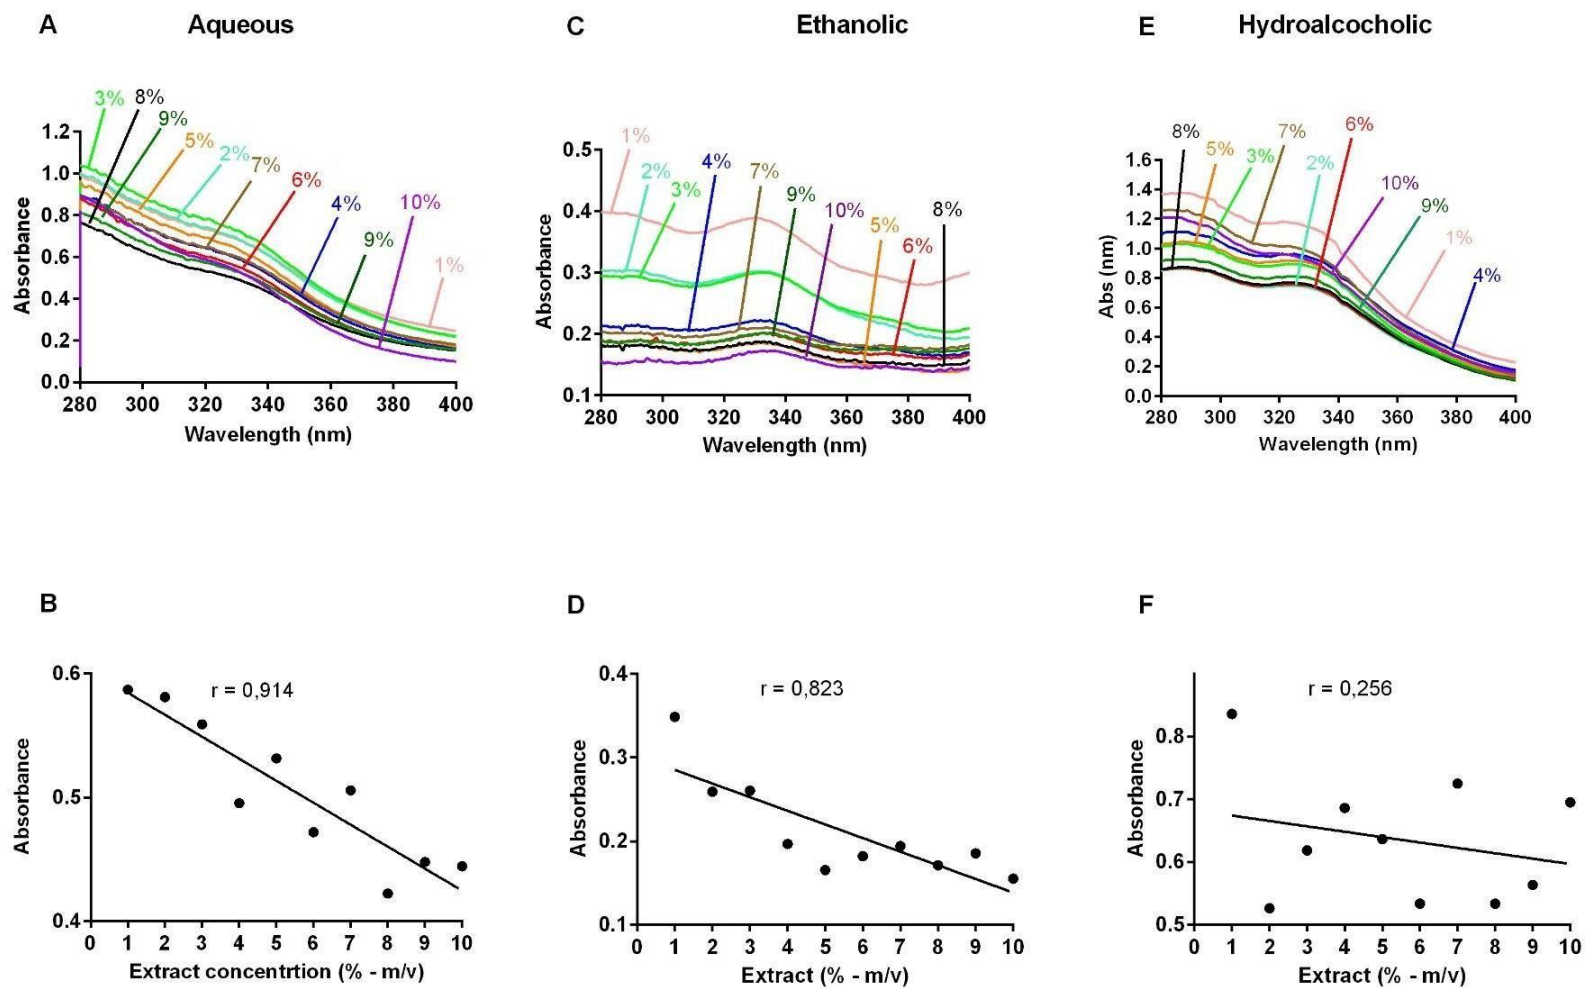 A Aqueous
C Ethanolic
E Hydroalcocholic
3% 8% 9% 5% 2% 7% 6% 4% 9% 10% 1%
1.2
1.0
0.8
0.6
0.4
0.2
0.0
Absorbance
280 300 320 340 360 380 400
Wavelength (nm)
1% 2% 3% 4% 7% 9% 10% 5% 6% 8%
0.5
0.4
0.3
0.2
0.1
Absorbance
280 300 320 340 360 380 400
Wavelength (nm)
8% 5% 3% 7% 2% 6% 10% 9% 1% 4%
1.6
1.4
1.2
1.0
0.8
0.6
0.4
0.2
0.0
Abs (nm)
280 300 320 340 360 380 400
Wavelength (nm)
B
r = 0,914
0.6
0.5
0.4
Absorbance
0 1 2 3 4 5 6 7 8 9 10
Extract concentrtion (% - m/v)
D
r = 0,823
0.4
0.3
0.2
0.1
Absorbance
0 1 2 3 4 5 6 7 8 9 10
Extract (% - m/v)
F
r = 0,256
0.8
0.7
0.6
0.5
Absorbance
0 1 2 3 4 5 6 7 8 9 10
Extract (% - m/v)